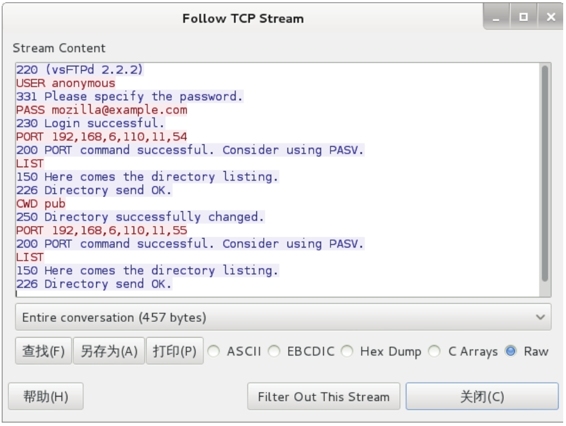 Follow TCP Stream
Stream Content
220 (vsFTPd 2.2.2)
USER anonymous
331 Please specify the password.
PASS mozilla@example.com
230 Login successful.
PORT 192,168,6,110,11,54
200 PORT command successful. Consider using PASV.
LIST
150 Here comes the directory listing.
226 Directory send OK.
CWD pub
250 Directory successfully changed.
PORT 192,168,6,110,11,55
200 PORT command successful. Consider using PASV.
LIST
150 Here comes the directory listing.
226 Directory send OK.
Entire conversation (457 bytes)
查找(F) 另存为(A) 打印(P) ASCII EBCDIC Hex Dump C Arrays Raw
帮助(H) Filter Out This Stream 关闭(C)